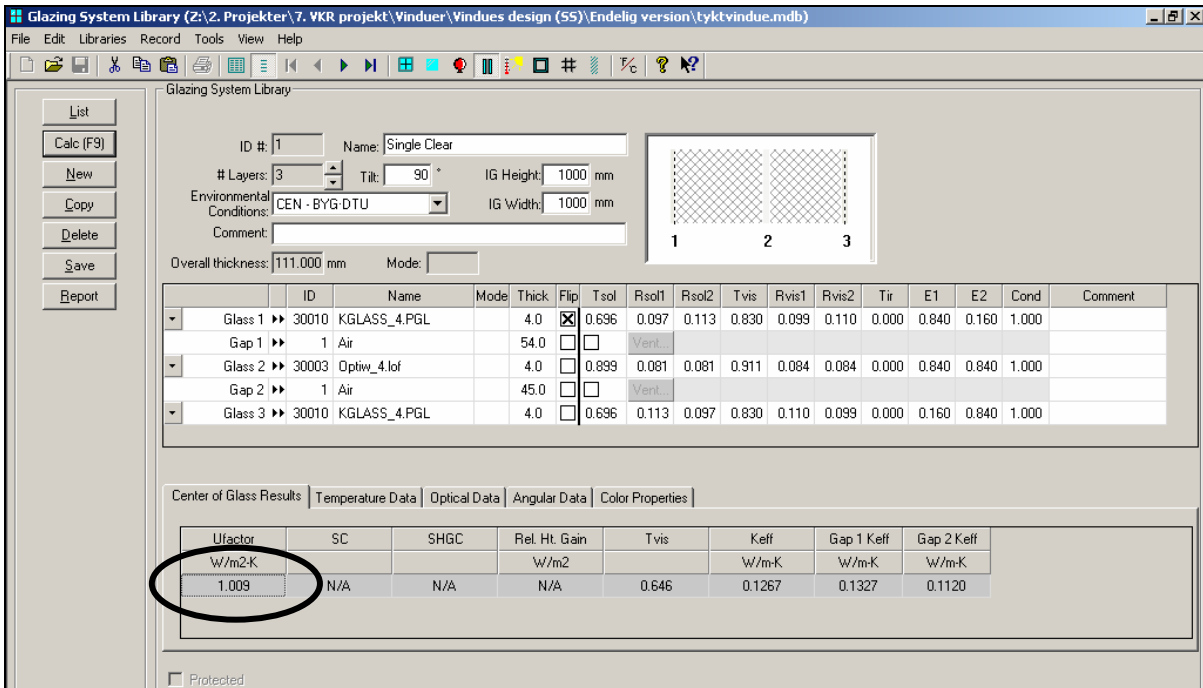 Glazing System Library (Z:\2. Projekter\7. VKR projekt\Vinduer\Vindues design (SS)\Endelig version\tyktvindue.mdb)
File Edit Libraries Record Tools View Help
Glazing System Library
List
Calc (F9)
New
Copy
Delete
Save
Report
ID #: 1 Name: Single Clear
# Layers: 3 Tilt: 90 ° IG Height: 1000 mm
Environmental Conditions: CEN - BYG·DTU IG Width: 1000 mm
Comment:
Overall thickness: 111.000 mm Mode:
1 2 3
ID Name Mode Thick Flip Tsol Rsol1 Rsol2 Tvis Rvis1 Rvis2 Tir E1 E2 Cond Comment
Glass 1 30010 KGLASS_4.PGL 4.0 0.696 0.097 0.113 0.830 0.099 0.110 0.000 0.840 0.160 1.000
Gap 1 1 Air 54.0 Vent...
Glass 2 30003 Optiw_4.lof 4.0 0.899 0.081 0.081 0.911 0.084 0.084 0.000 0.840 0.840 1.000
Gap 2 1 Air 45.0 Vent...
Glass 3 30010 KGLASS_4.PGL 4.0 0.696 0.113 0.097 0.830 0.110 0.099 0.000 0.160 0.840 1.000
Center of Glass Results Temperature Data Optical Data Angular Data Color Properties
Ufactor SC SHGC Rel. Ht. Gain Tvis Keff Gap 1 Keff Gap 2 Keff
W/m2-K W/m2 W/m-K W/m-K W/m-K
1.009 N/A N/A N/A 0.646 0.1267 0.1327 0.1120
Protected